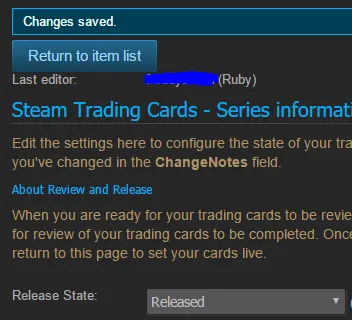 Changes saved.
Return to item list
Last editor: (Ruby)
Steam Trading Cards - Series informati
Edit the settings here to configure the state of your tra
you've changed in the ChangeNotes field.
About Review and Release
When you are ready for your trading cards to be revie
for review of your trading cards to be completed. Once
return to this page to set your cards live.
Release State: Released